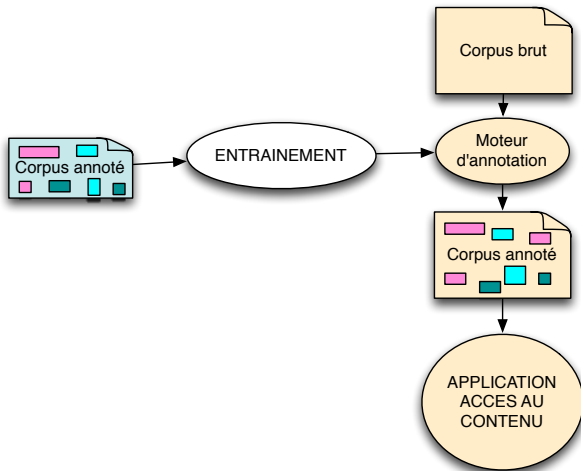 Corpus brut
Corpus annoté
ENTRAINEMENT
Moteur
d'annotation
Corpus annoté
APPLICATION
ACCES AU
CONTENU